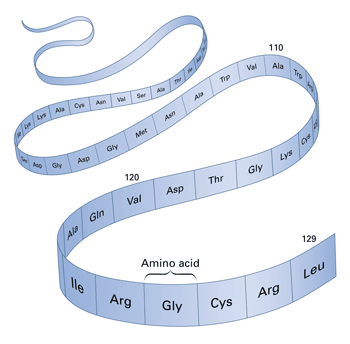 110
Lys Lys Ala Cys Asn Val Ser Ala Thr Ile
Asp Gly Asp Gly Met Asn Ala Trp Val Ala Trp
120
Ala Gln Val Asp Thr Gly Lys Cys
Amino acid
129
Ile Arg Gly Cys Arg Leu